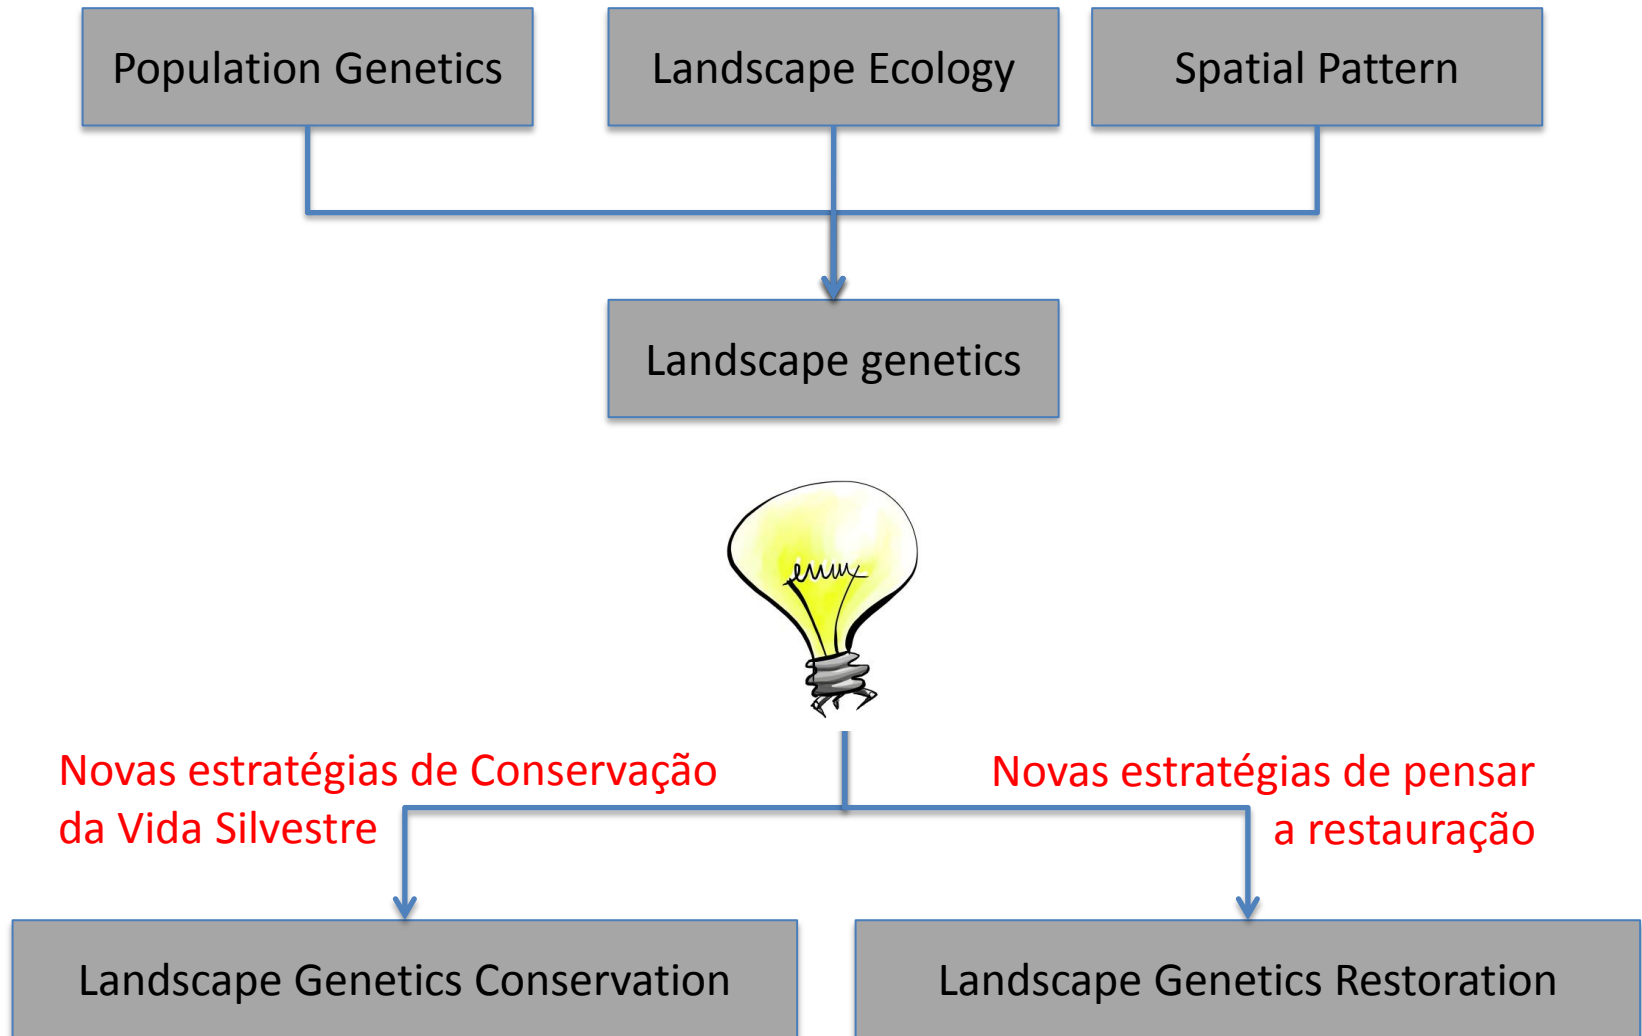 Population Genetics
Landscape Ecology
Spatial Pattern
Landscape genetics
Novas estratégias de Conservação
da Vida Silvestre
Novas estratégias de pensar
a restauração
Landscape Genetics Conservation
Landscape Genetics Restoration